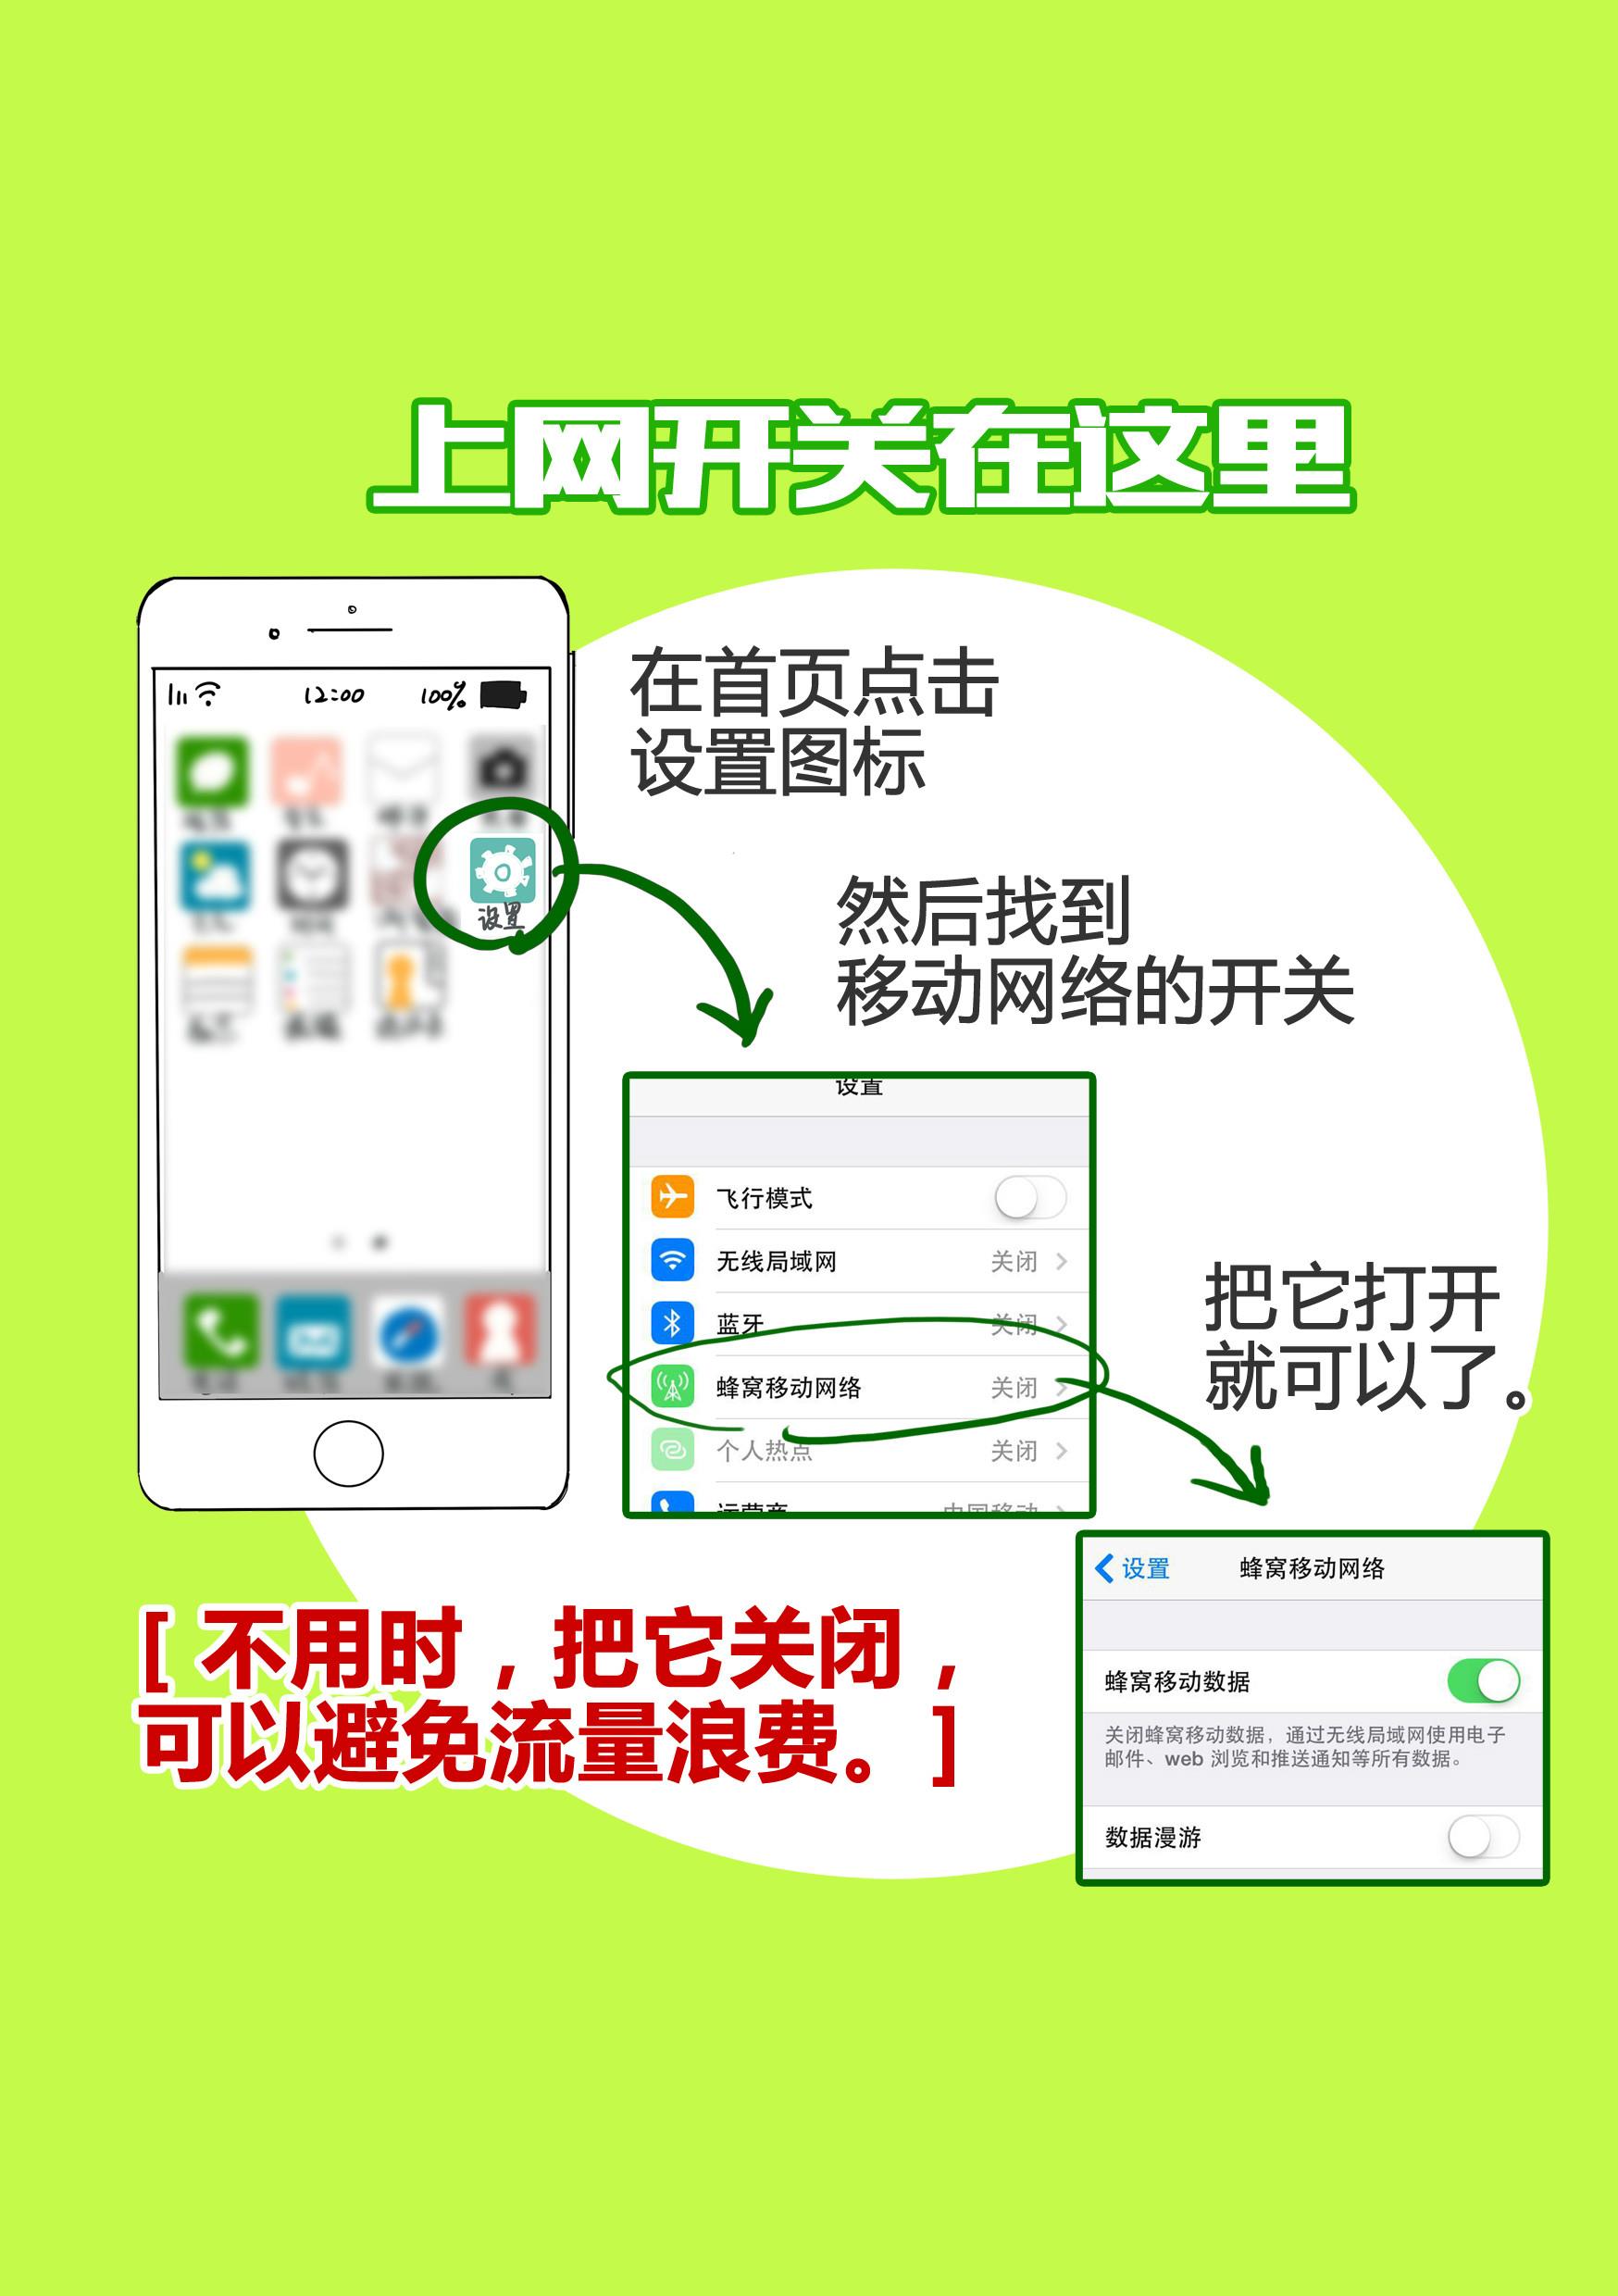 上网开关在这里
12:00 100%
在首页点击
设置图标
设置
然后找到
移动网络的开关
设置
飞行模式
无线局域网 关闭
蓝牙 关闭
蜂窝移动网络 关闭
个人热点 关闭
运营商 中国移动
把它打开
就可以了。
设置 蜂窝移动网络
蜂窝移动数据
关闭蜂窝移动数据，通过无线局域网使用电子
邮件、web 浏览和推送通知等所有数据。
数据漫游
[ 不用时，把它关闭，
可以避免流量浪费。]